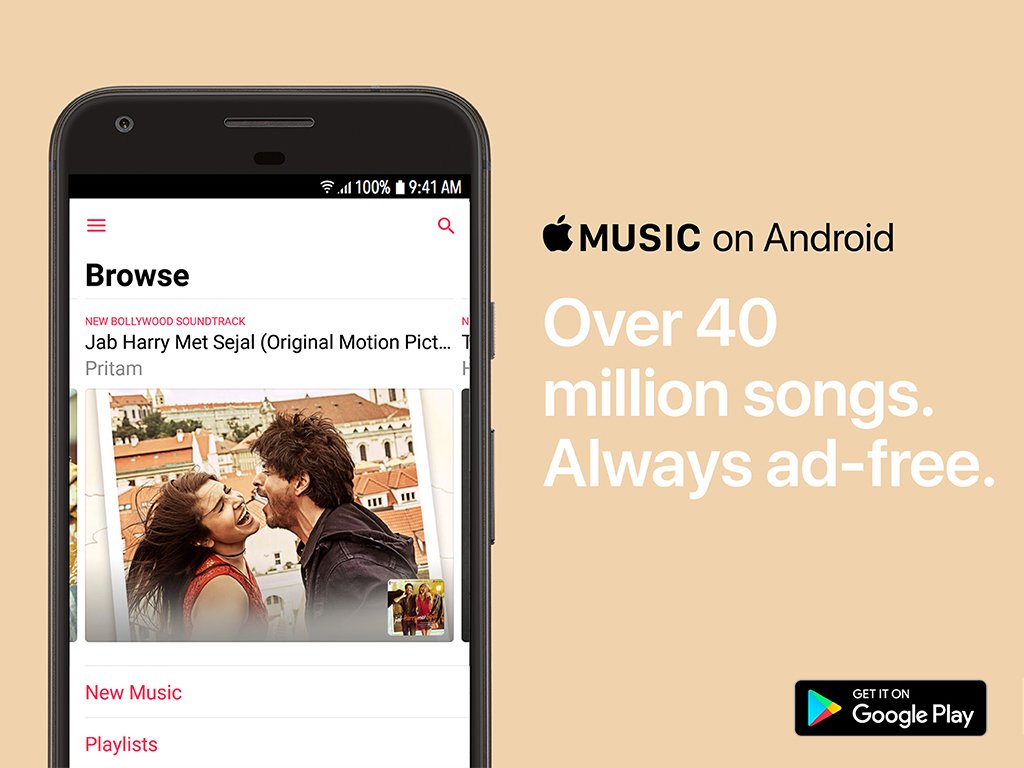 100% 9:41 AM
Browse
NEW BOLLYWOOD SOUNDTRACK
Jab Harry Met Sejal (Original Motion Pict...
Pritam
N
T
H
New Music
Playlists
MUSIC on Android
Over 40
million songs.
Always ad-free.
GET IT ON
Google Play